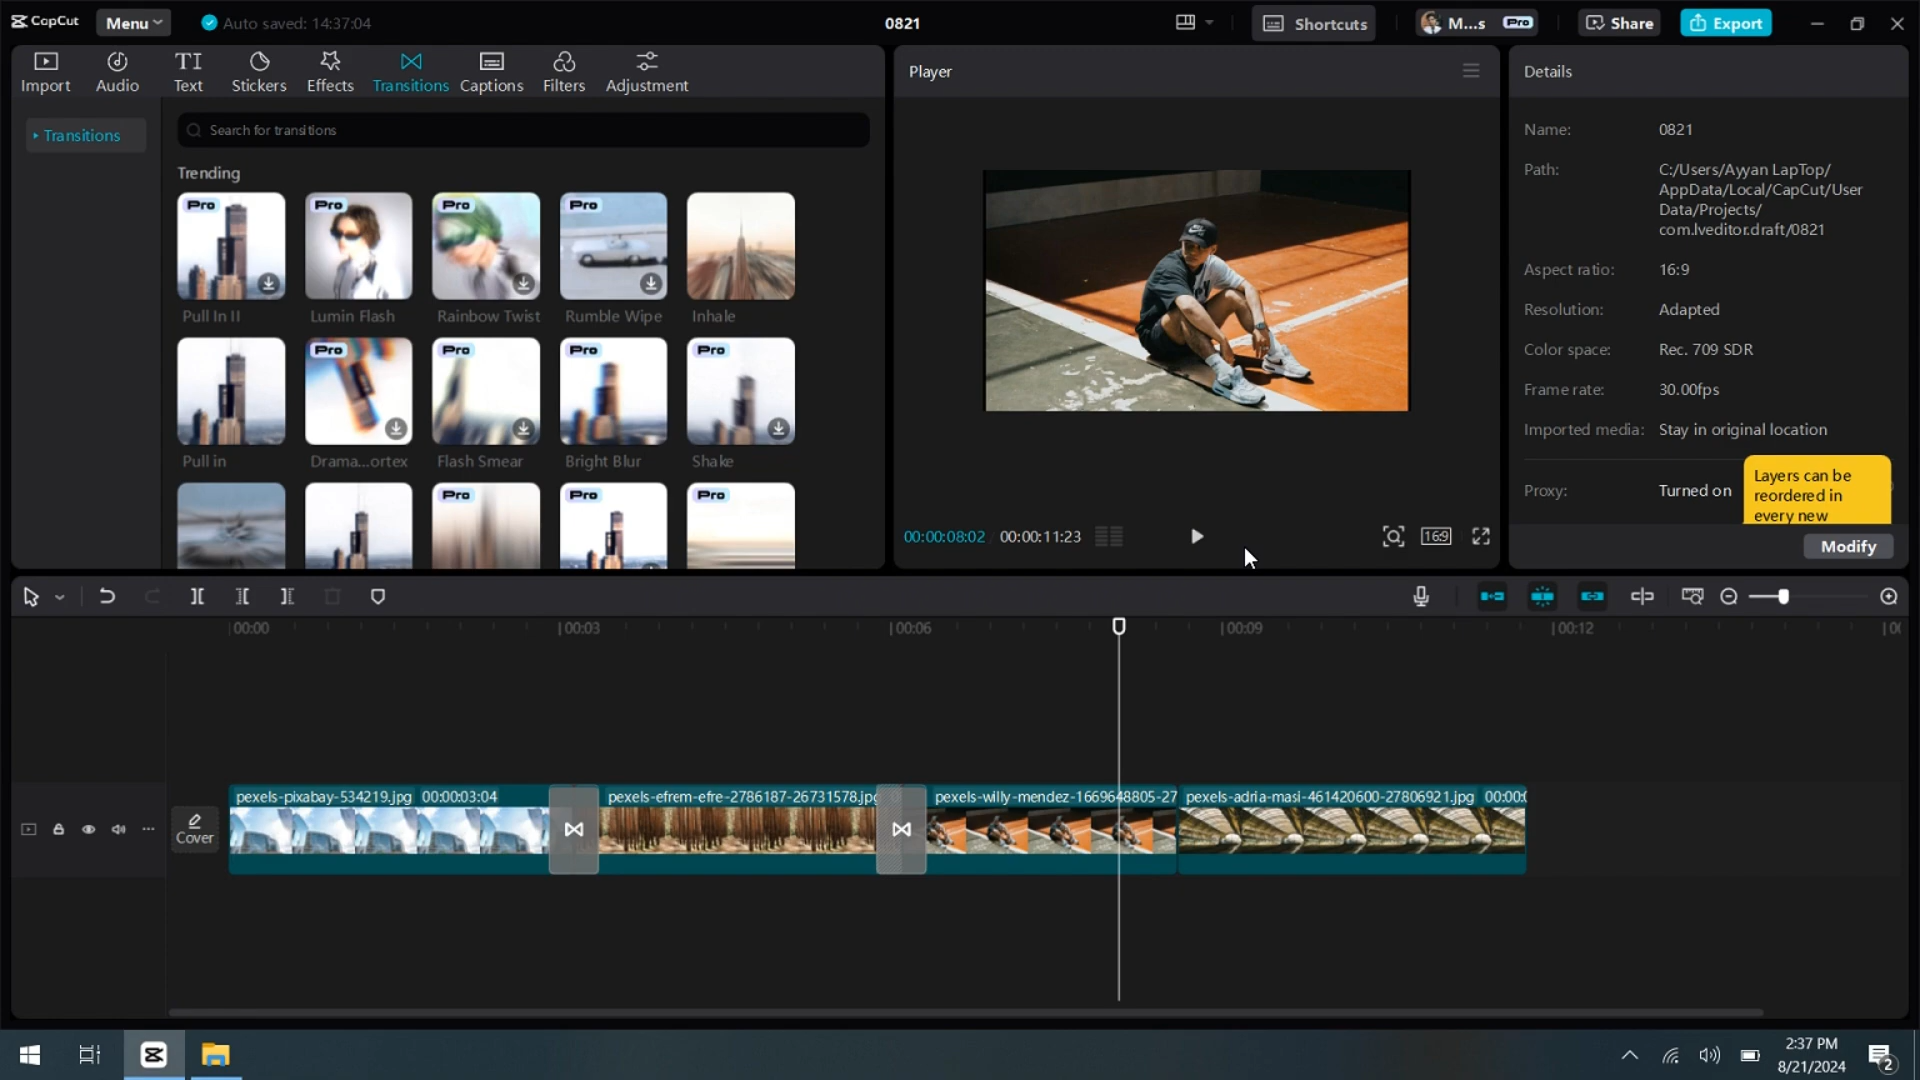 CapCut Menu Auto saved: 14:37:04 0821 Shortcuts M...s Pro Share Export
Import Audio Text Stickers Effects Transitions Captions Filters Adjustment
Transitions
Search for transitions
Trending
Pro Pro Pro Pro
Pull In II Lumin Flash Rainbow Twist Rumble Wipe Inhale
Pro Pro Pro Pro
Pull in Drama...ortex Flash Smear Bright Blur Shake
Pro Pro Pro
Player
00:00:08:02 00:00:11:23
16:9
Details
Name: 0821
Path: C:/Users/Ayyan LapTop/
AppData/Local/CapCut/User
Data/Projects/
com.lveditor.draft/0821
Aspect ratio: 16:9
Resolution: Adapted
Color space: Rec. 709 SDR
Frame rate: 30.00fps
Imported media: Stay in original location
Proxy: Turned on
Layers can be
reordered in
every new
Modify
00:00 00:03 00:06 00:09 00:12
Cover
pexels-pixabay-534219.jpg 00:00:03:04 pexels-efrem-efre-2786187-26731578.jpg pexels-willy-mendez-1669648805-27 pexels-adria-masi-461420600-27806921.jpg 00:00:0
2:37 PM
8/21/2024
2